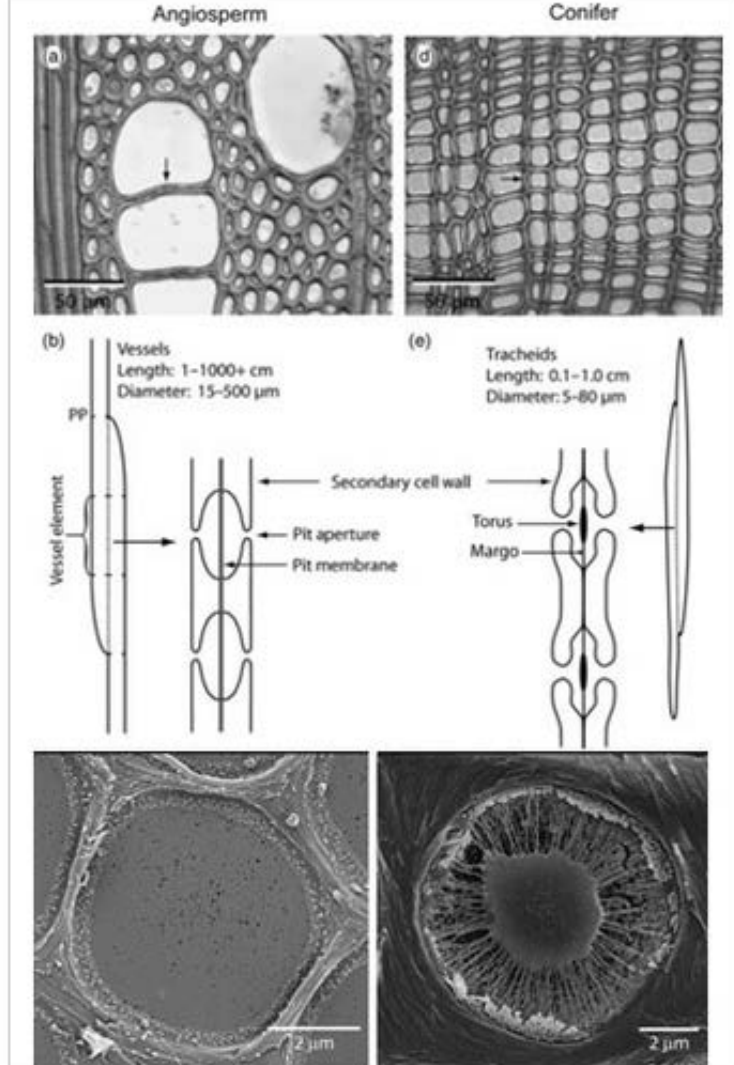 Angiosperm
Conifer
(a)
(d)
50 µm
50 µm
(b)
Vessels
Length: 1–1000+ cm
Diameter: 15–500 µm
(e)
Tracheids
Length: 0.1–1.0 cm
Diameter: 5–80 µm
PP
Vessel element
Secondary cell wall
Pit aperture
Pit membrane
Torus
Margo
2 µm
2 µm